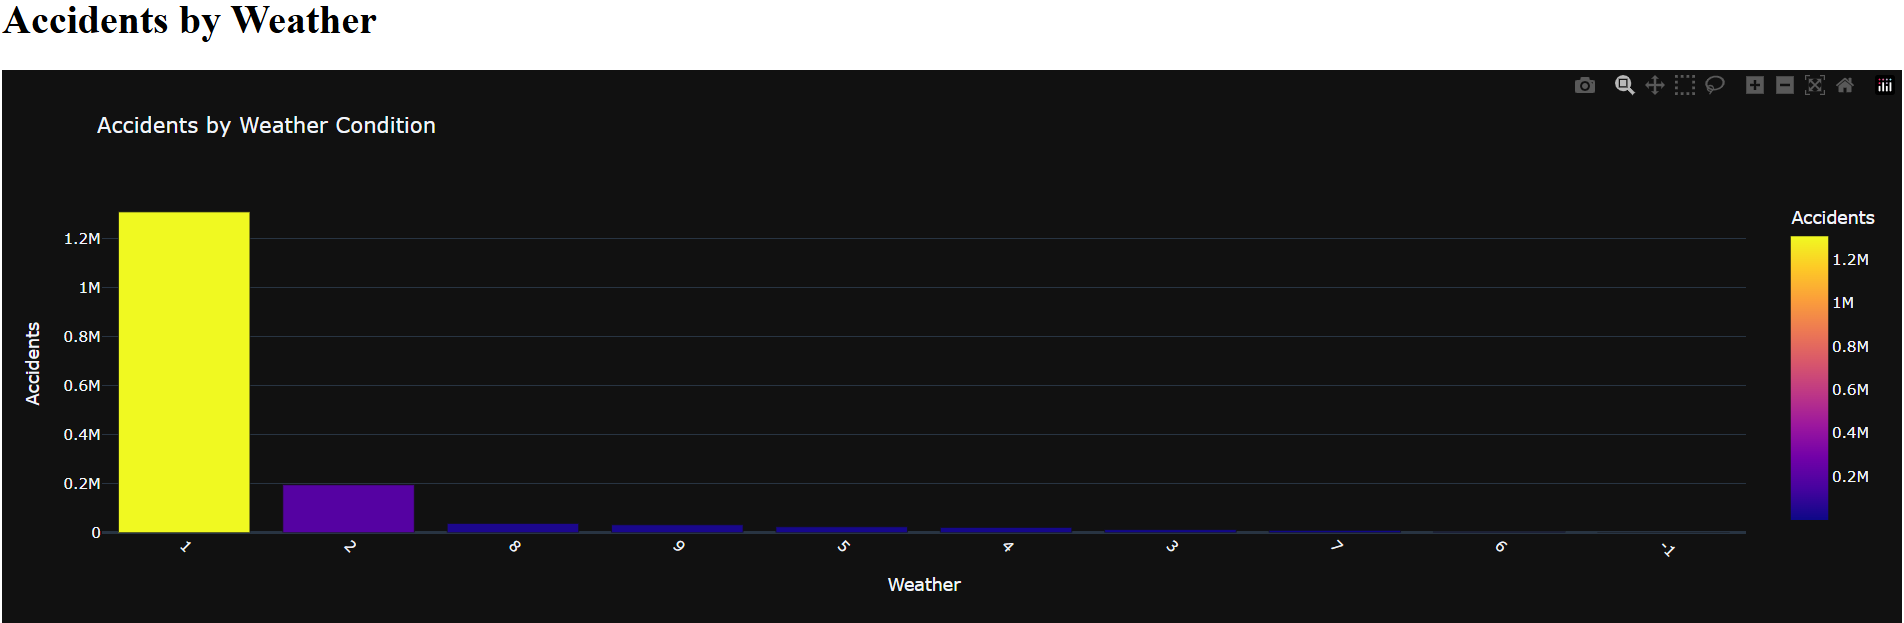 Accidents by Weather
Accidents by Weather Condition
Accidents
1.2M
1M
0.8M
0.6M
0.4M
0.2M
0
1 2 8 9 5 4 3 7 6 -1
Weather
Accidents
1.2M
1M
0.8M
0.6M
0.4M
0.2M